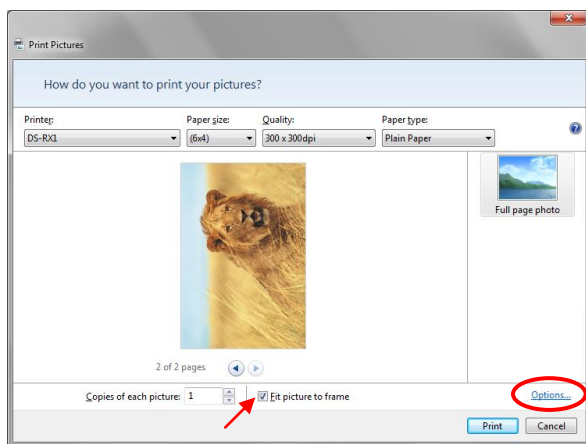 Print Pictures
How do you want to print your pictures?
Printer: Paper size: Quality: Paper type:
DS-RX1 (6x4) 300 x 300dpi Plain Paper
Full page photo
2 of 2 pages
Copies of each picture: 1 Fit picture to frame Options...
Print Cancel